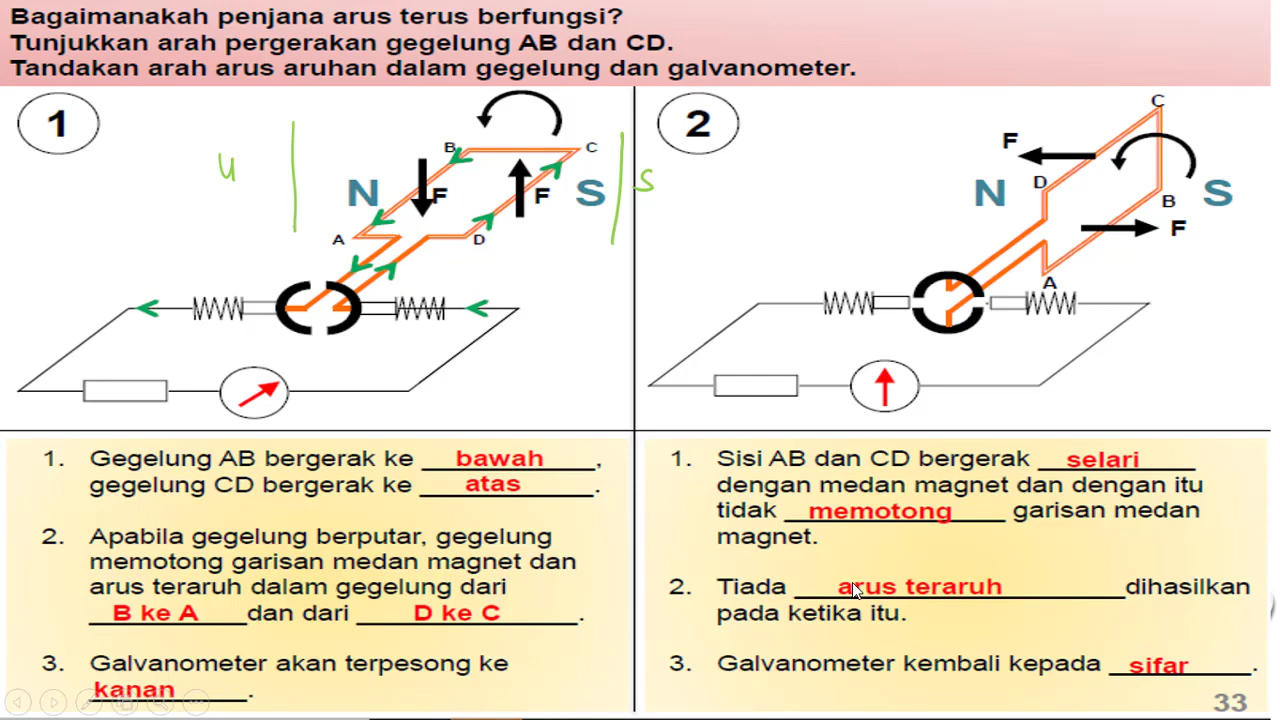 Bagaimanakah penjana arus terus berfungsi?
Tunjukkan arah pergerakan gegelung AB dan CD.
Tandakan arah arus aruhan dalam gegelung dan galvanometer.
1
B
C
U
N
F
F
S
S
A
D
2
C
F
D
N
S
B
F
A
1. Gegelung AB bergerak ke bawah,
gegelung CD bergerak ke atas.
2. Apabila gegelung berputar, gegelung
memotong garisan medan magnet dan
arus teraruh dalam gegelung dari
B ke A dan dari D ke C.
3. Galvanometer akan terpesong ke
kanan.
1. Sisi AB dan CD bergerak selari
dengan medan magnet dan dengan itu
tidak memotong garisan medan
magnet.
2. Tiada arus teraruh dihasilkan
pada ketika itu.
3. Galvanometer kembali kepada sifar.
33